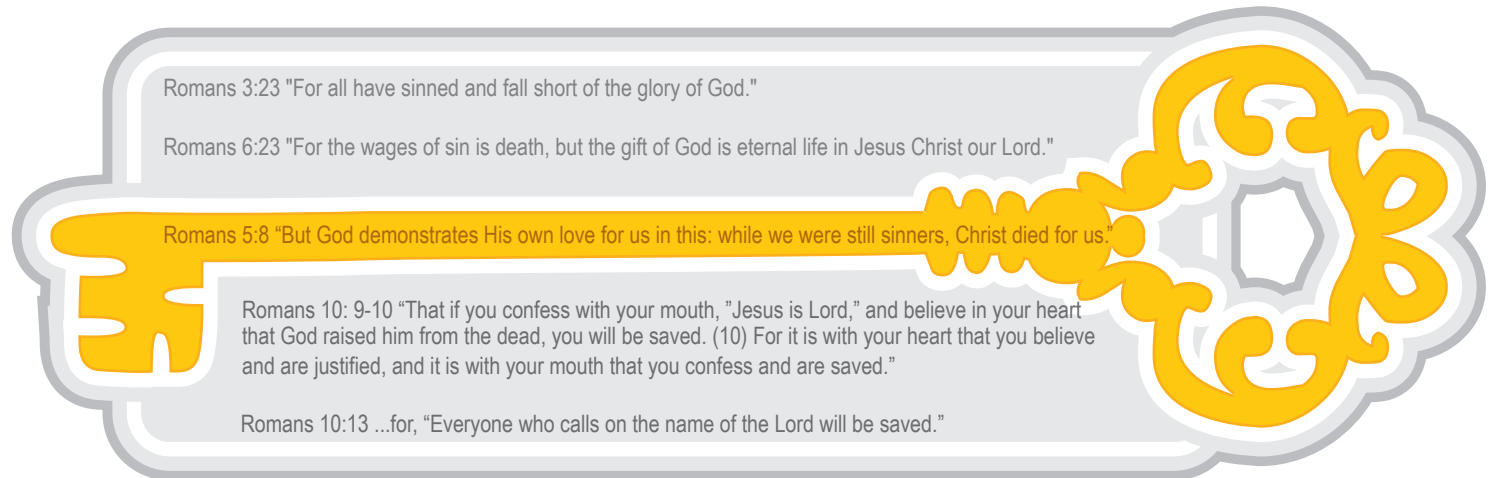 Romans 3:23 "For all have sinned and fall short of the glory of God."
Romans 6:23 "For the wages of sin is death, but the gift of God is eternal life in Jesus Christ our Lord."
Romans 5:8 “But God demonstrates His own love for us in this: while we were still sinners, Christ died for us.”
Romans 10: 9-10 “That if you confess with your mouth, ”Jesus is Lord,” and believe in your heart
that God raised him from the dead, you will be saved. (10) For it is with your heart that you believe
and are justified, and it is with your mouth that you confess and are saved.”
Romans 10:13 ...for, “Everyone who calls on the name of the Lord will be saved.”